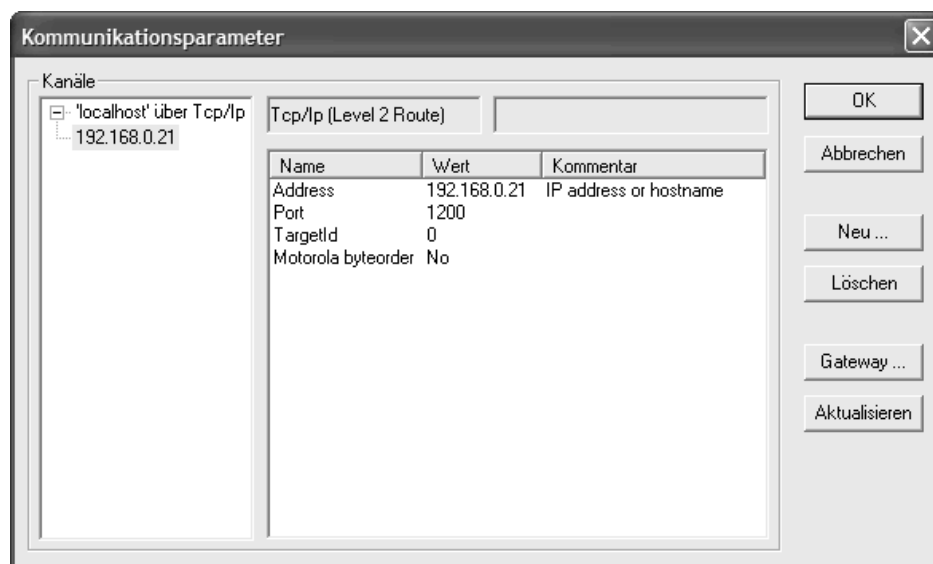 Kommunikationsparameter
Kanäle
'localhost' über Tcp/Ip
192.168.0.21
Tcp/Ip (Level 2 Route)
Name Wert Kommentar
Address 192.168.0.21 IP address or hostname
Port 1200
TargetId 0
Motorola byteorder No
OK
Abbrechen
Neu ...
Löschen
Gateway ...
Aktualisieren